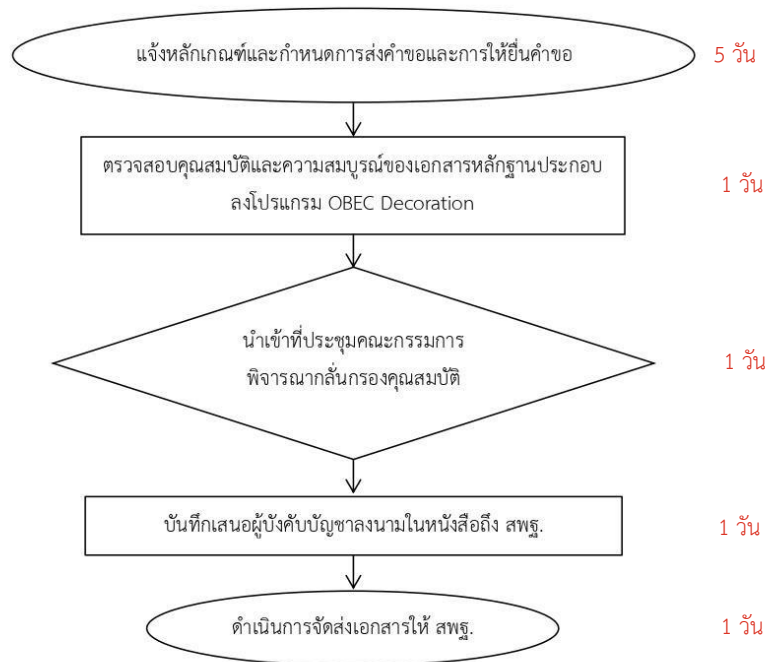 แจ้งหลักเกณฑ์และกำหนดการส่งคำขอและการให้ยื่นคำขอ
5 วัน
ตรวจสอบคุณสมบัติและความสมบูรณ์ของเอกสารหลักฐานประกอบ
ลงโปรแกรม OBEC Decoration
1 วัน
นำเข้าที่ประชุมคณะกรรมการ
พิจารณากลั่นกรองคุณสมบัติ
1 วัน
บันทึกเสนอผู้บังคับบัญชาลงนามในหนังสือถึง สพฐ.
1 วัน
ดำเนินการจัดส่งเอกสารให้ สพฐ.
1 วัน